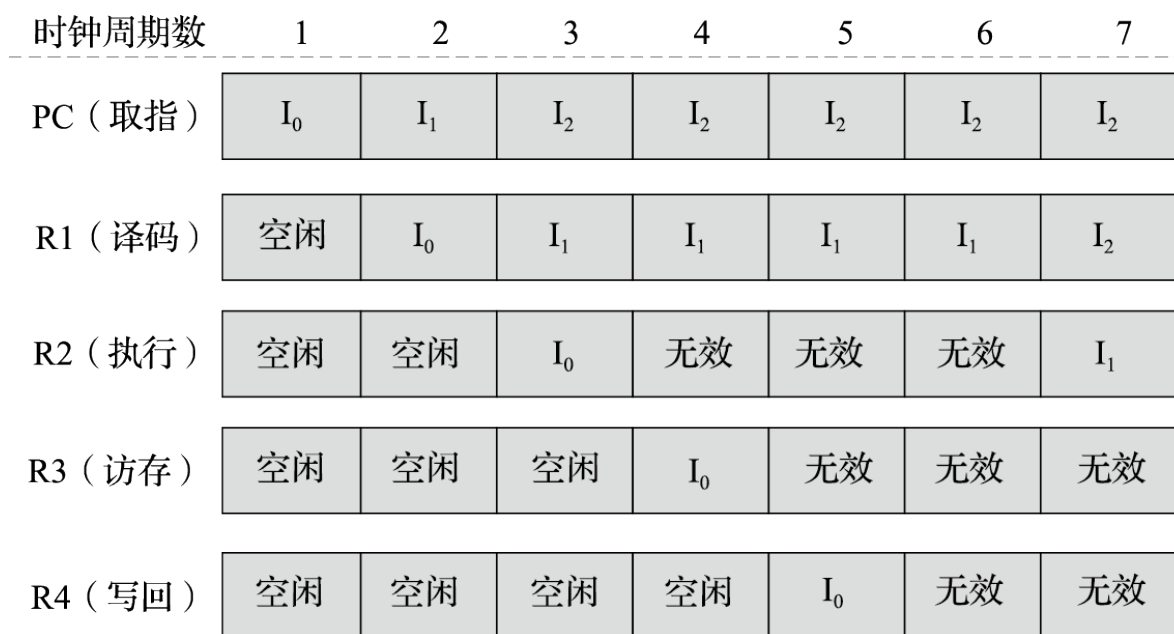 时钟周期数 1 2 3 4 5 6 7
PC（取指） I₀ I₁ I₂ I₂ I₂ I₂ I₂
R1（译码） 空闲 I₀ I₁ I₁ I₁ I₁ I₂
R2（执行） 空闲 空闲 I₀ 无效 无效 无效 I₁
R3（访存） 空闲 空闲 空闲 I₀ 无效 无效 无效
R4（写回） 空闲 空闲 空闲 空闲 I₀ 无效 无效